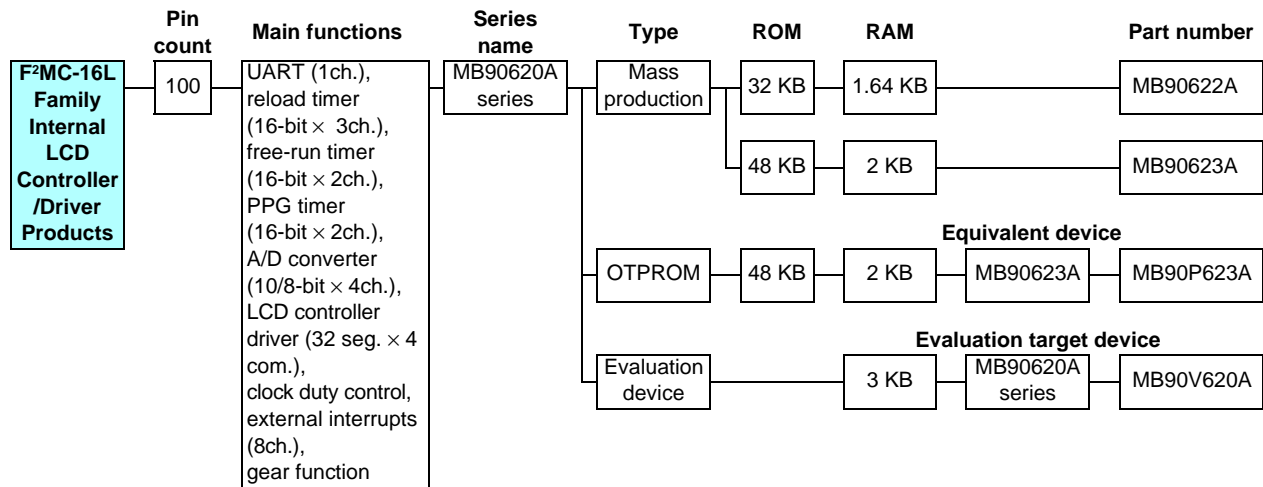 Pin count
Main functions
Series name
Type
ROM
RAM
Part number
F²MC-16L
Family
Internal
LCD
Controller
/Driver
Products
100
UART (1ch.),
reload timer
(16-bit × 3ch.),
free-run timer
(16-bit × 2ch.),
PPG timer
(16-bit × 2ch.),
A/D converter
(10/8-bit × 4ch.),
LCD controller
driver (32 seg. × 4
com.),
clock duty control,
external interrupts
(8ch.),
gear function
MB90620A
series
Mass
production
32 KB
1.64 KB
MB90622A
48 KB
2 KB
MB90623A
Equivalent device
OTPROM
48 KB
2 KB
MB90623A
MB90P623A
Evaluation target device
Evaluation
device
3 KB
MB90620A
series
MB90V620A